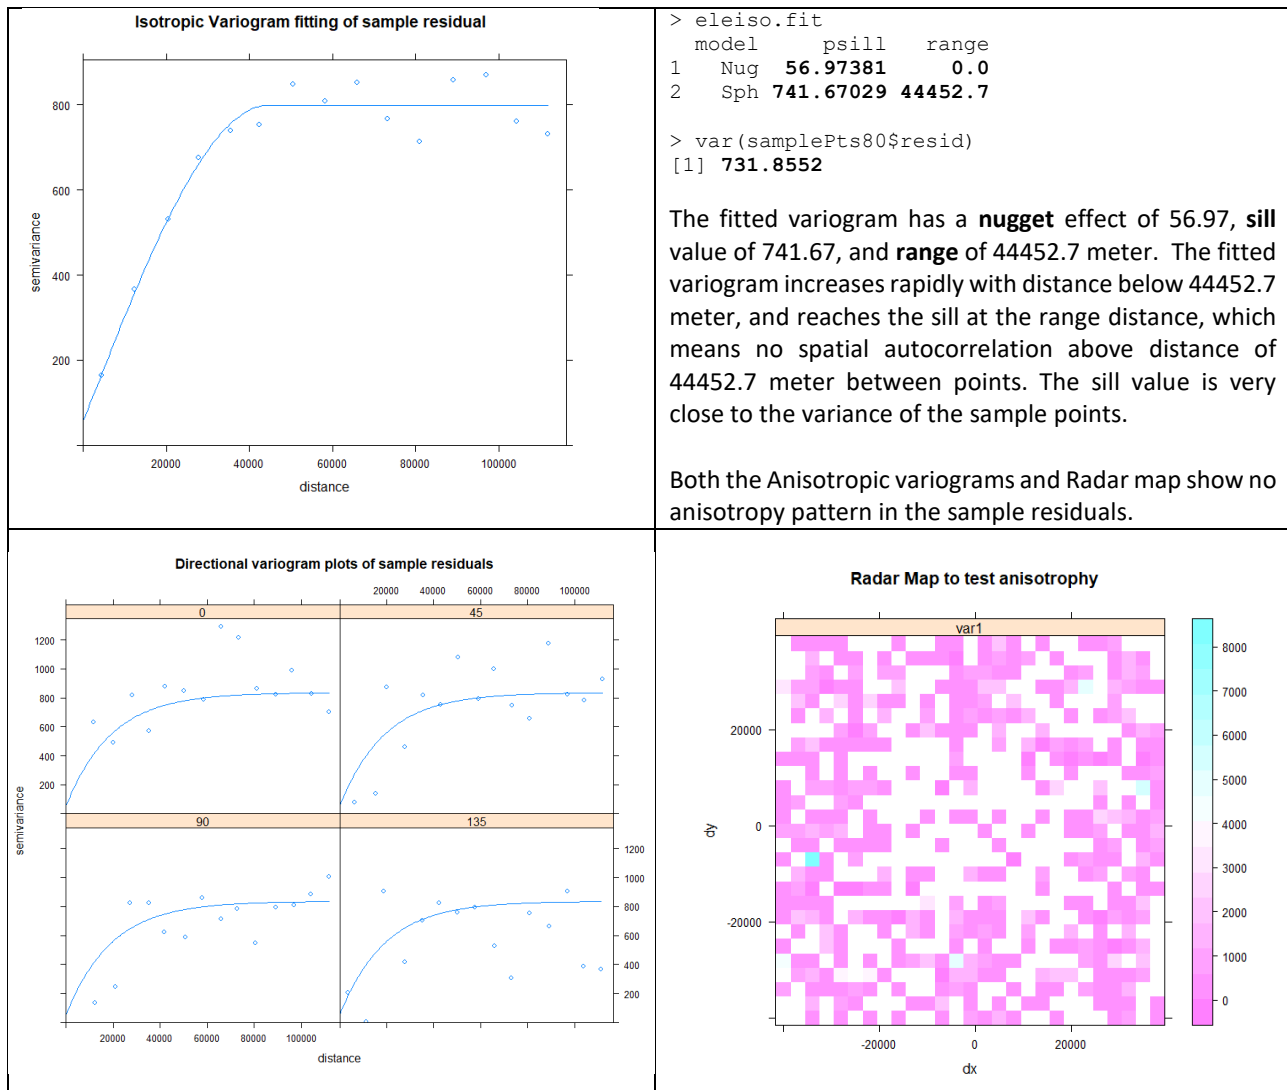 Isotropic Variogram fitting of sample residual
800
600
400
200
semivariance
20000 40000 60000 80000 100000
distance
> eleiso.fit
model psill range
1 Nug 56.97381 0.0
2 Sph 741.67029 44452.7
> var(samplePts80$resid)
[1] 731.8552
The fitted variogram has a nugget effect of 56.97, sill
value of 741.67, and range of 44452.7 meter. The fitted
variogram increases rapidly with distance below 44452.7
meter, and reaches the sill at the range distance, which
means no spatial autocorrelation above distance of
44452.7 meter between points. The sill value is very
close to the variance of the sample points.
Both the Anisotropic variograms and Radar map show no
anisotropy pattern in the sample residuals.
Directional variogram plots of sample residuals
20000 40000 60000 80000 100000
0 45
1200
1000
800
600
400
200
semivariance
90 135
1200
1000
800
600
400
200
20000 40000 60000 80000 100000
distance
Radar Map to test anisotrophy
var1
20000
0
-20000
dy
-20000 0 20000
dx
8000
7000
6000
5000
4000
3000
2000
1000
0